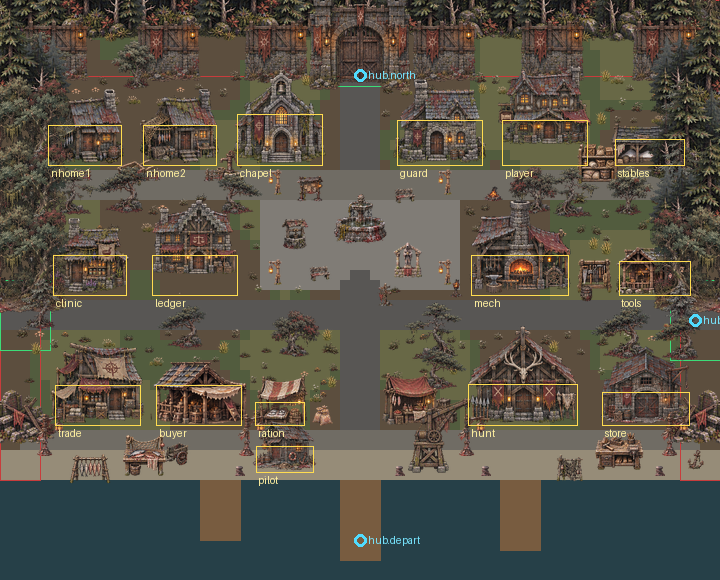 hub.north
nhome1
nhome2
chapel
guard
player
stables
clinic
ledger
mech
tools
hub
trade
buyer
ration
hunt
store
pilot
hub.depart